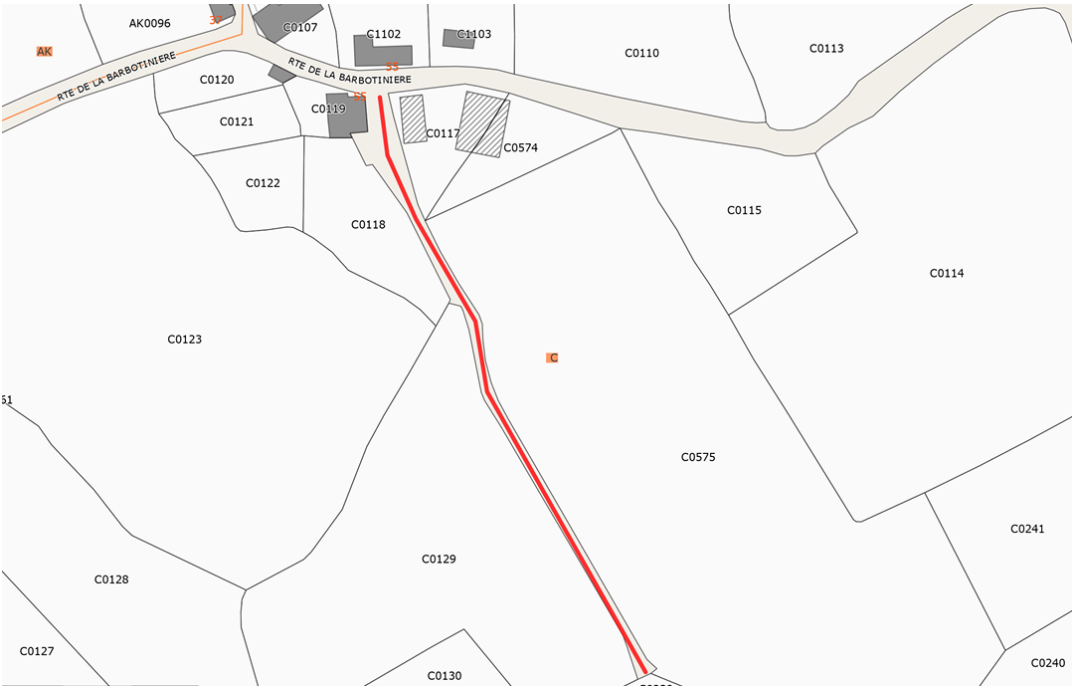 37
AK0096
C0107
C1102
C1103
C0110
C0113
AK
RTE DE LA BARBOTINIERE
RTE DE LA BARBOTINIERE
55
C0120
55
C0119
C0121
C0117
C0574
C0122
C0115
C0118
C0114
C0123
C
61
C0575
C0241
C0129
C0128
C0127
C0240
C0130